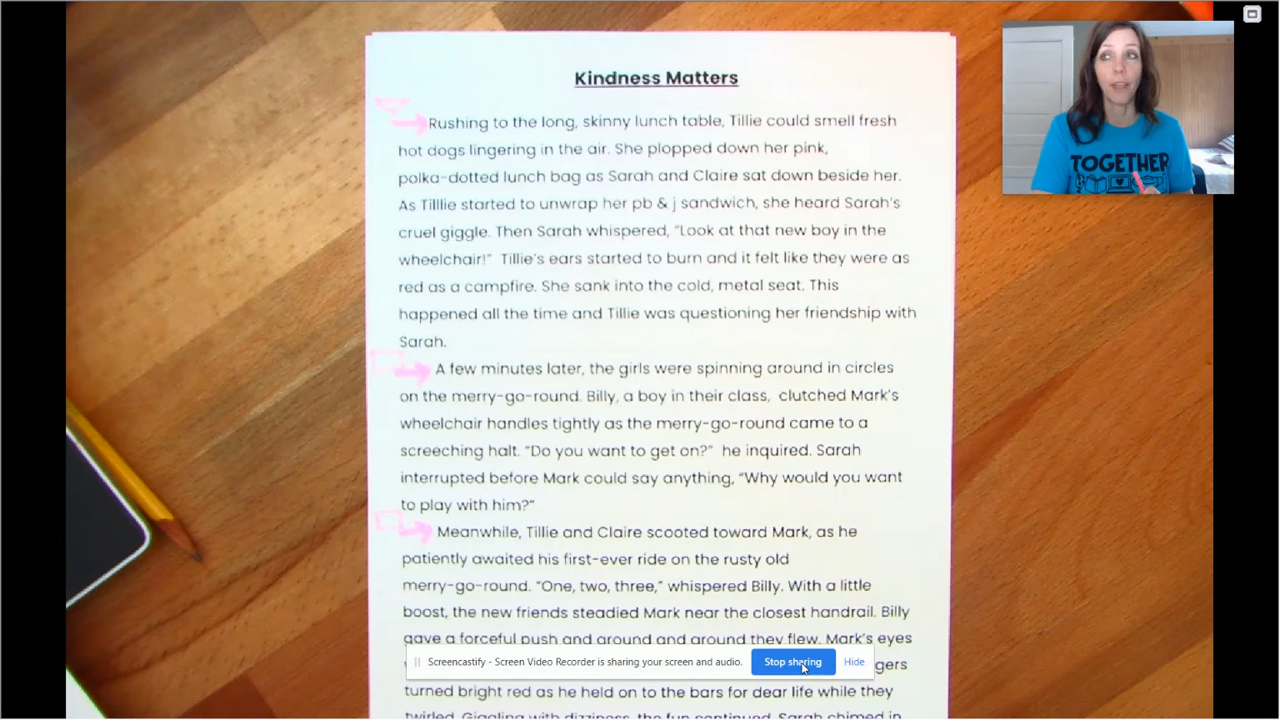 Kindness Matters
Rushing to the long, skinny lunch table, Tillie could smell fresh
hot dogs lingering in the air. She plopped down her pink,
polka-dotted lunch bag as Sarah and Claire sat down beside her.
As Tilllie started to unwrap her pb & j sandwich, she heard Sarah's
cruel giggle. Then Sarah whispered, "Look at that new boy in the
wheelchair!" Tillie's ears started to burn and it felt like they were as
red as a campfire. She sank into the cold, metal seat. This
happened all the time and Tillie was questioning her friendship with
Sarah.
A few minutes later, the girls were spinning around in circles
on the merry-go-round. Billy, a boy in their class, clutched Mark's
wheelchair handles tightly as the merry-go-round came to a
screeching halt. "Do you want to get on?" he inquired. Sarah
interrupted before Mark could say anything, "Why would you want
to play with him?"
Meanwhile, Tillie and Claire scooted toward Mark, as he
patiently awaited his first-ever ride on the rusty old
merry-go-round. "One, two, three," whispered Billy. With a little
boost, the new friends steadied Mark near the closest handrail. Billy
gave a forceful push and around and around they flew. Mark's eyes
turned bright red as he held on to the bars for dear life while they
twirled. Giggling with dizziness, the fun continued. Sarah chimed in
TOGETHER
Screencastify - Screen Video Recorder is sharing your screen and audio.
Stop sharing
Hide